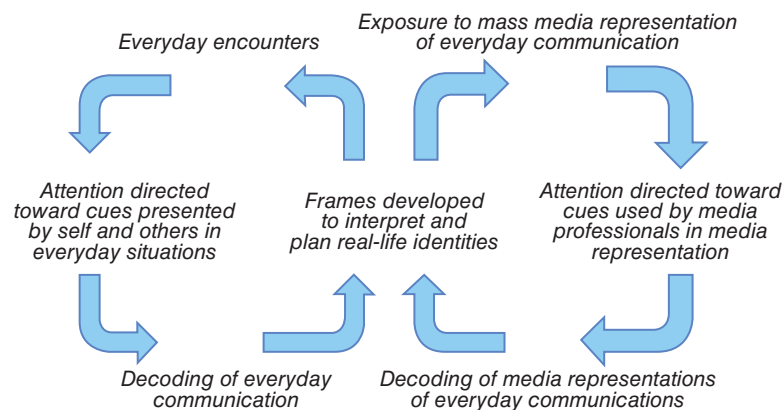 Everyday encounters
Exposure to mass media representation
of everyday communication
Attention directed
toward cues presented
by self and others in
everyday situations
Frames developed
to interpret and
plan real-life identities
Attention directed toward
cues used by media
professionals in media
representation
Decoding of everyday
communication
Decoding of media representations
of everyday communications